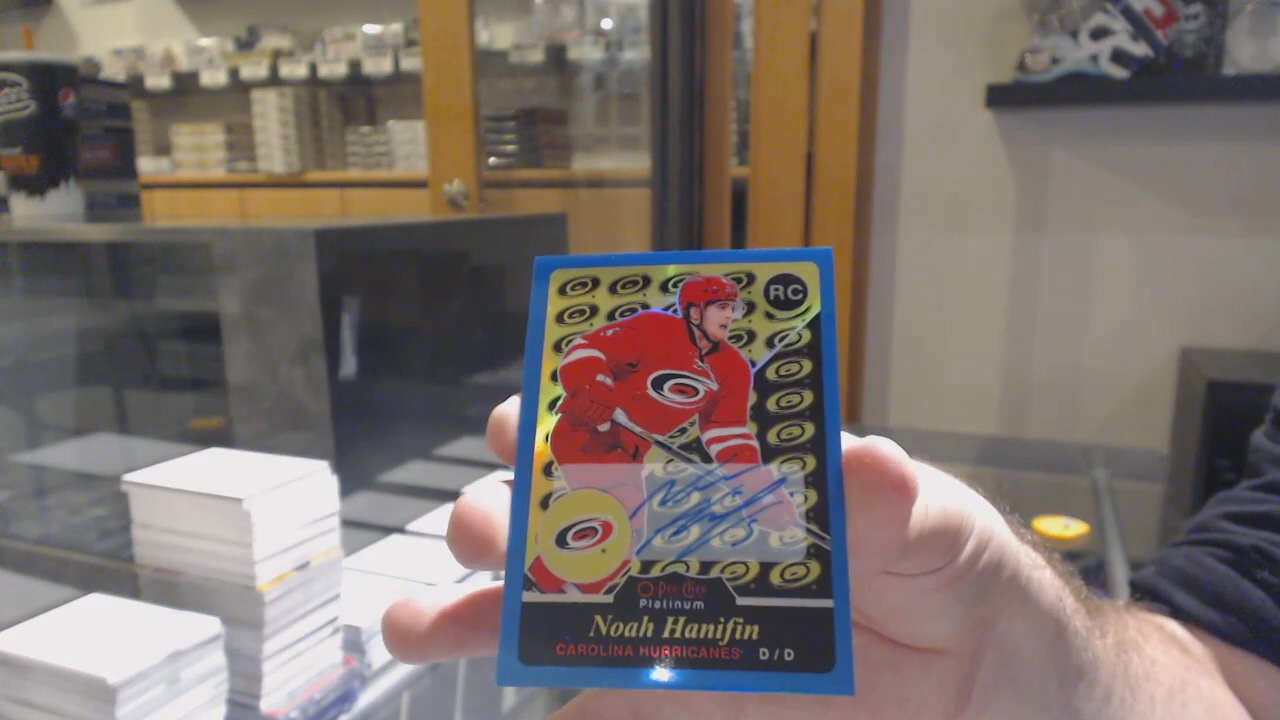 RC
O-Pee-Chee
Platinum
Noah Hanifin
CAROLINA HURRICANES D / D